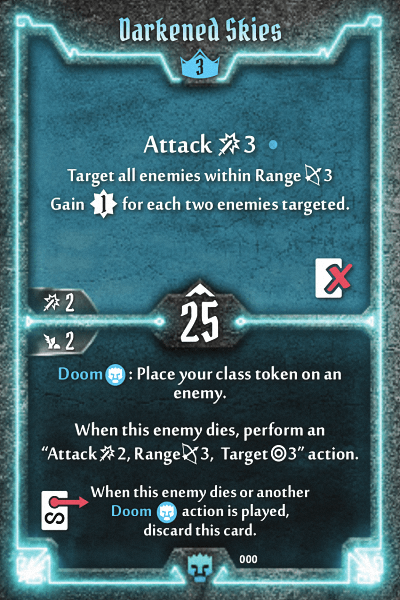 Darkened Skies
3
Attack 3
Target all enemies within Range 3
Gain 1 for each two enemies targeted.
2
25
2
Doom : Place your class token on an
enemy.
When this enemy dies, perform an
“Attack 2, Range 3, Target 3” action.
When this enemy dies or another
Doom action is played,
discard this card.
S
000